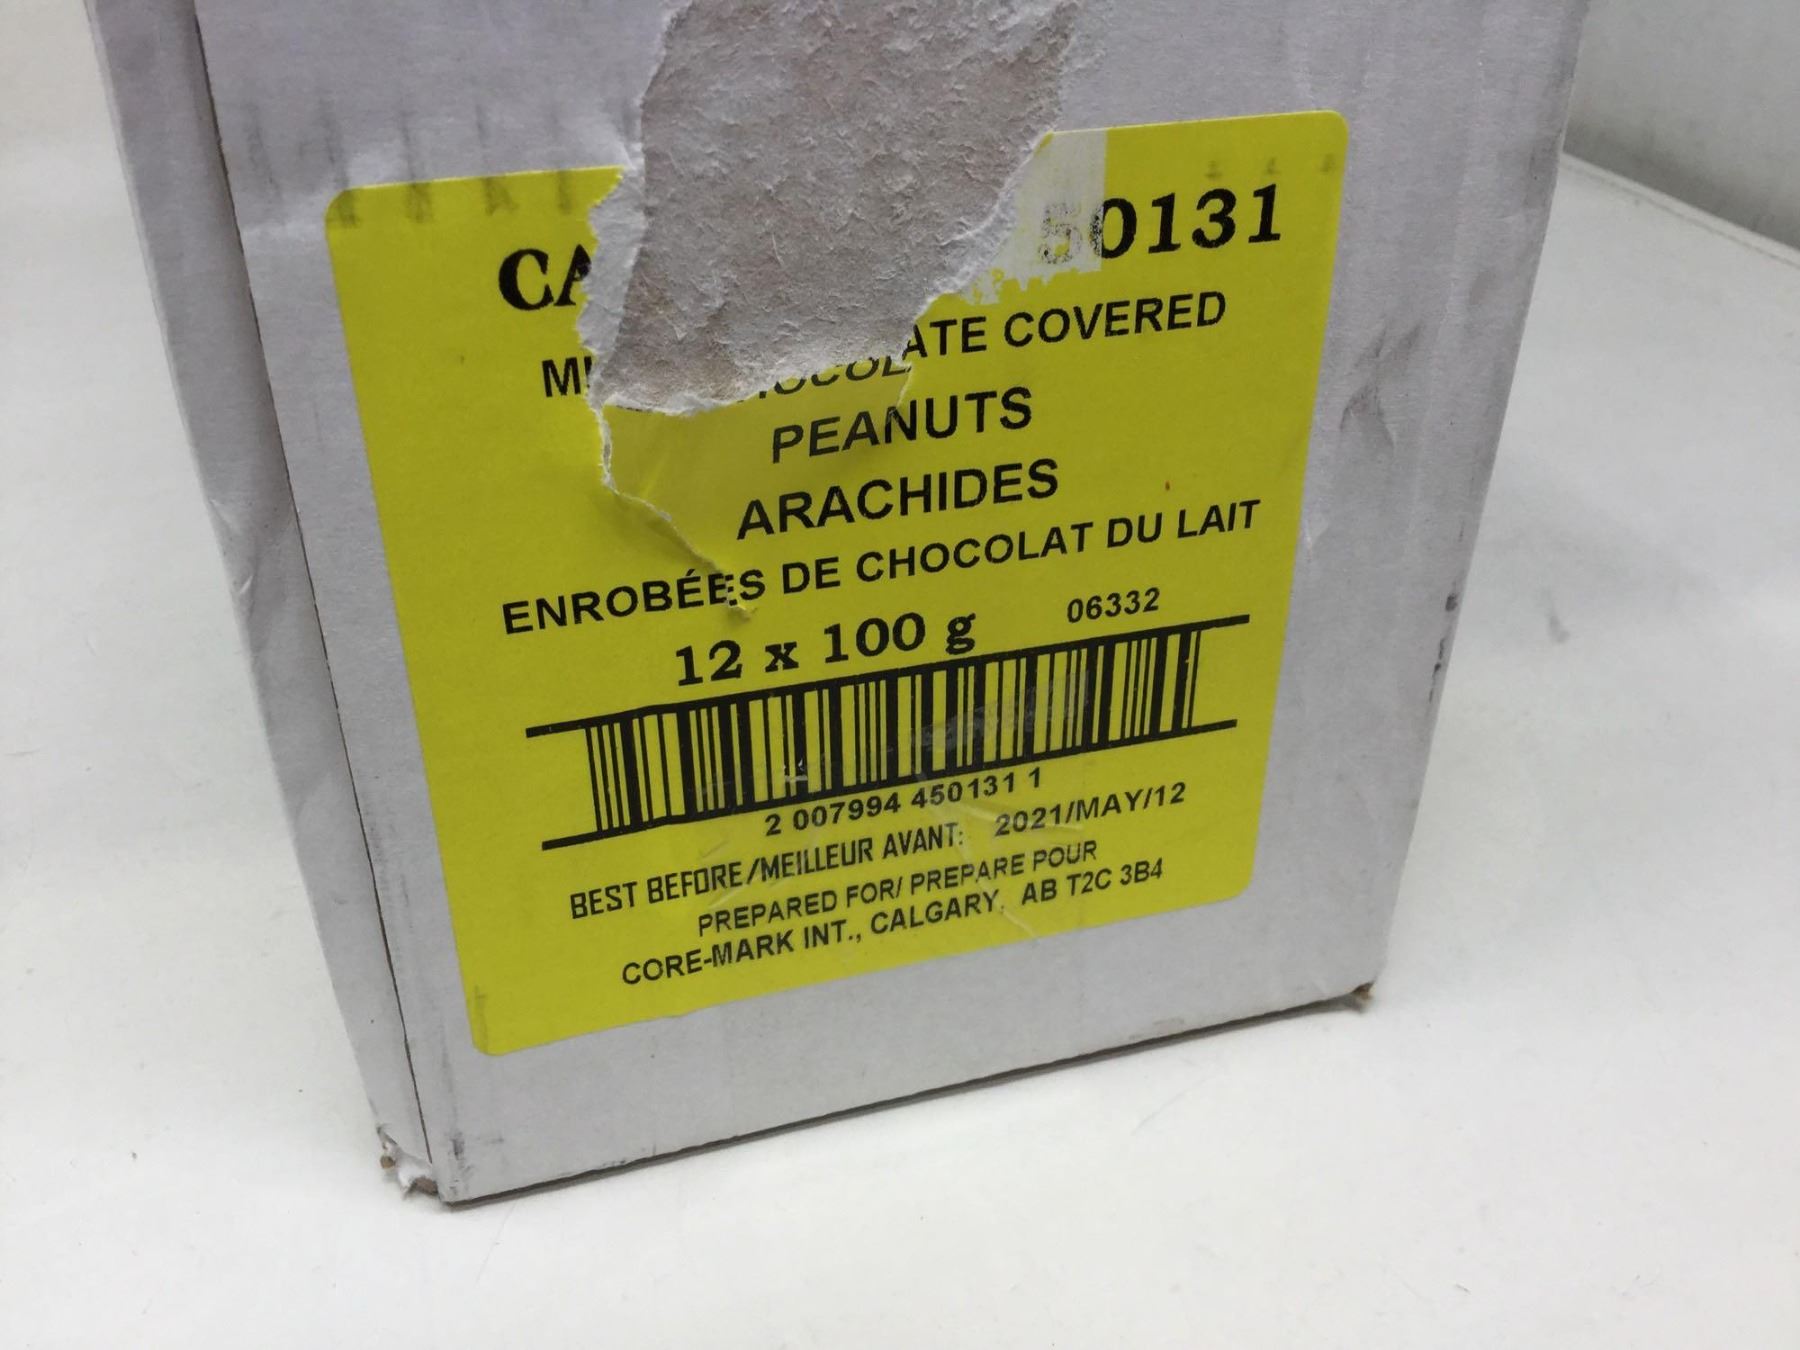 CA 50131
ATE COVERED
PEANUTS
ARACHIDES
ENROBÉES DE CHOCOLAT DU LAIT
12 x 100 g 06332
2 007994 450131 1
BEST BEFORE/MEILLEUR AVANT: 2021/MAY/12
PREPARED FOR/ PREPARE POUR
CORE-MARK INT., CALGARY, AB T2C 3B4